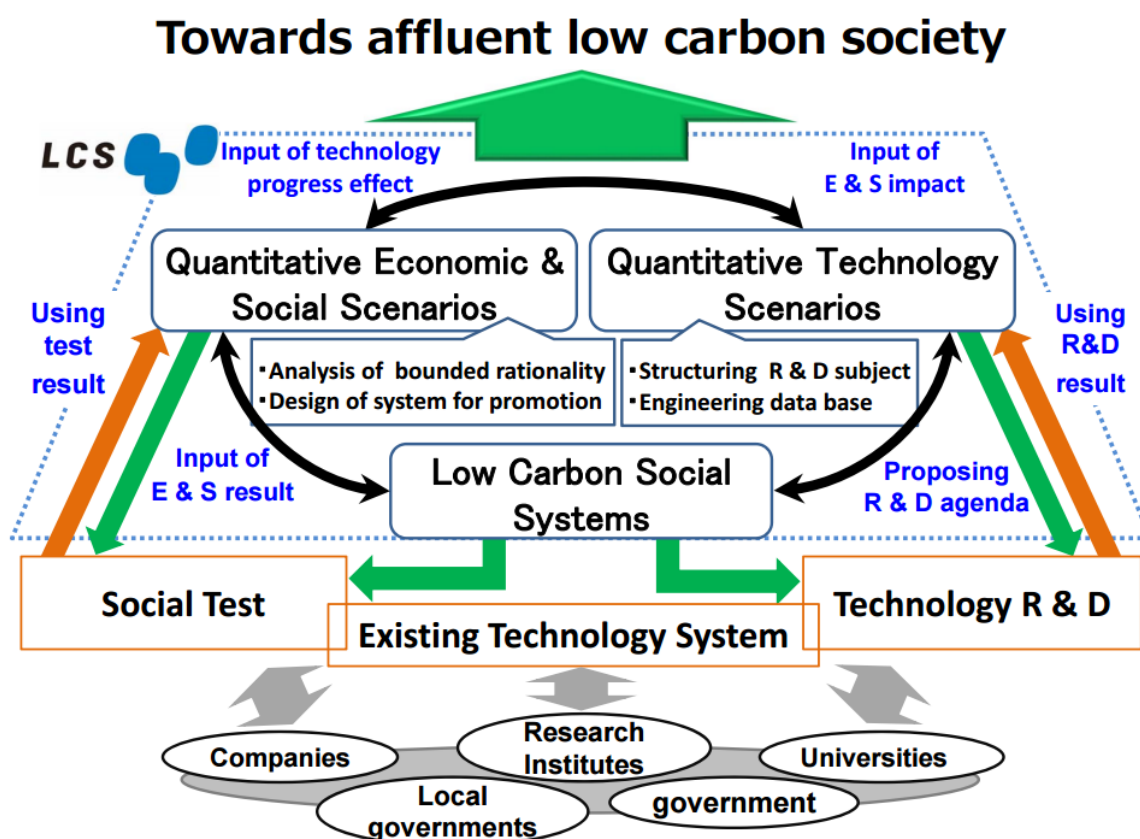 Towards affluent low carbon society
LCS
Input of technology
progress effect
Input of
E & S impact
Quantitative Economic &
Social Scenarios
Quantitative Technology
Scenarios
Using
test
result
Using
R&D
result
・Analysis of bounded rationality
・Design of system for promotion
・Structuring R & D subject
・Engineering data base
Input of
E & S result
Low Carbon Social
Systems
Proposing
R & D agenda
Social Test
Existing Technology System
Technology R & D
Companies
Research
Institutes
Universities
Local
governments
government